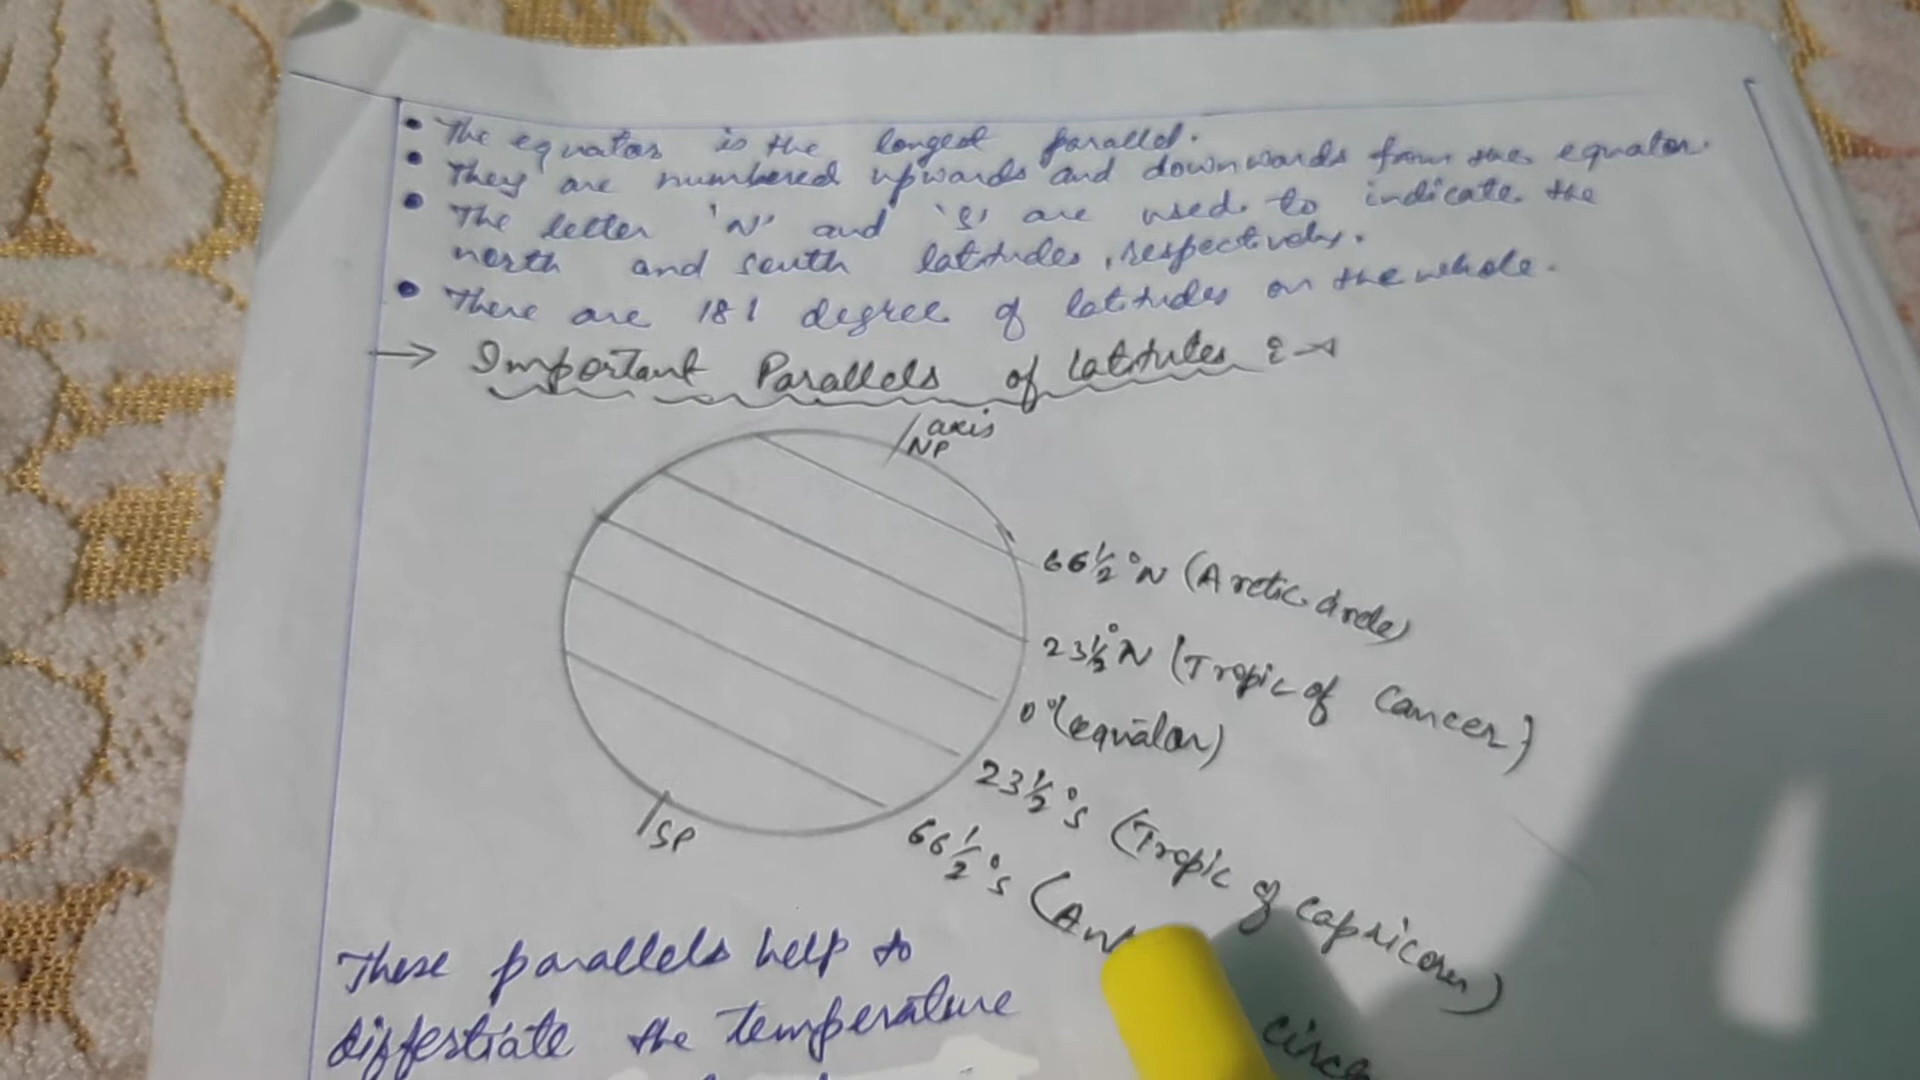 • The equator is the longest parallel.
• They are numbered upwards and downwards from the equator.
• The letter 'N' and 'S' are used to indicate the
north and south latitudes, respectively.
• There are 181 degree of latitudes on the whole.
→ Important Parallels of latitudes :→
axis
NP
66½°N (Arctic circle)
23½°N (Tropic of Cancer)
0° (equator)
23½°S (Tropic of capricorn)
66½°S (Ant
circle
SP
These parallels help to
diffestiate the temperature